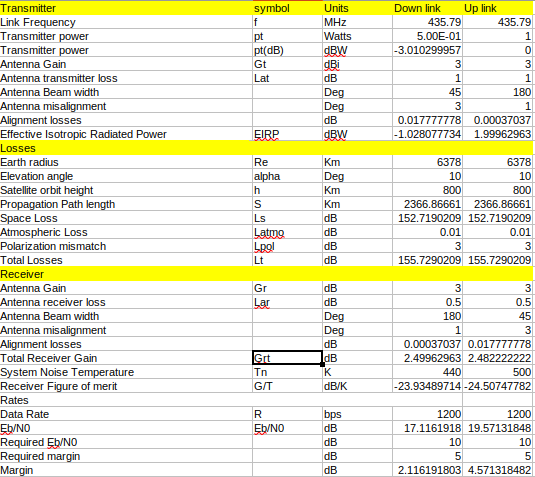 Transmitter symbol Units Down link Up link
Link Frequency f MHz 435.79 435.79
Transmitter power pt Watts 5.00E-01 1
Transmitter power pt(dB) dBW -3.010299957 0
Antenna Gain Gt dBi 3 3
Antenna transmitter loss Lat dB 1 1
Antenna Beam width Deg 45 180
Antenna misalignment Deg 3 1
Alignment losses dB 0.017777778 0.00037037
Effective Isotropic Radiated Power EIRP dBW -1.028077734 1.99962963
Losses
Earth radius Re Km 6378 6378
Elevation angle alpha Deg 10 10
Satellite orbit height h Km 800 800
Propagation Path length S Km 2366.86661 2366.86661
Space Loss Ls dB 152.7190209 152.7190209
Atmospheric Loss Latmo dB 0.01 0.01
Polarization mismatch Lpol dB 3 3
Total Losses Lt dB 155.7290209 155.7290209
Receiver
Antenna Gain Gr dB 3 3
Antenna receiver loss Lar dB 0.5 0.5
Antenna Beam width Deg 180 45
Antenna misalignment Deg 1 3
Alignment losses dB 0.00037037 0.017777778
Total Receiver Gain Grt dB 2.49962963 2.482222222
System Noise Temperature Tn K 440 500
Receiver Figure of merit G/T dB/K -23.93489714 -24.50747782
Rates
Data Rate R bps 1200 1200
Eb/N0 Eb/N0 dB 17.1161918 19.57131848
Required Eb/N0 dB 10 10
Required margin dB 5 5
Margin dB 2.116191803 4.571318482